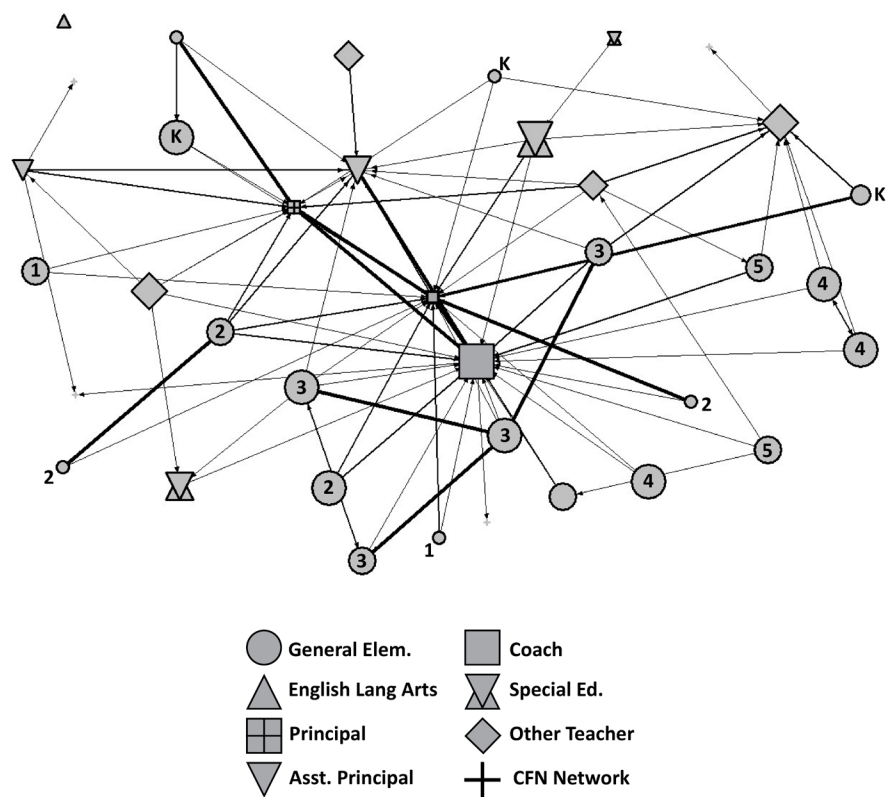 K
K
K
3
1
5
4
2
4
3
2
3
5
2
2
4
1
3
General Elem.
Coach
English Lang Arts
Special Ed.
Principal
Other Teacher
Asst. Principal
CFN Network